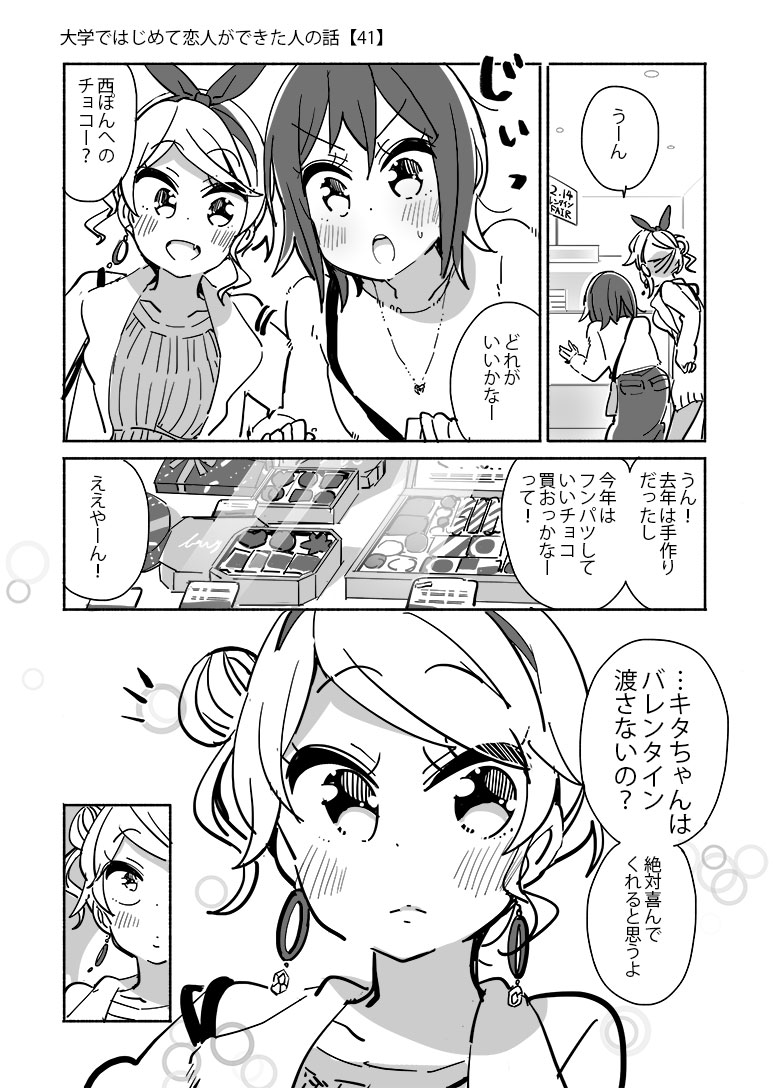 大学ではじめて恋人ができた人の話【41】
うーん
2.14
レンタイン
FAIR
じいっ
どれが
いいかなー
西ぽんへの
チョコー?
うん!
去年は手作り
だったし
今年は
フンパツして
いいチョコ
買おっかなー
って!
ええやーん!
…キタちゃんは
バレンタイン
渡さないの?
絶対喜んで
くれると思うよ